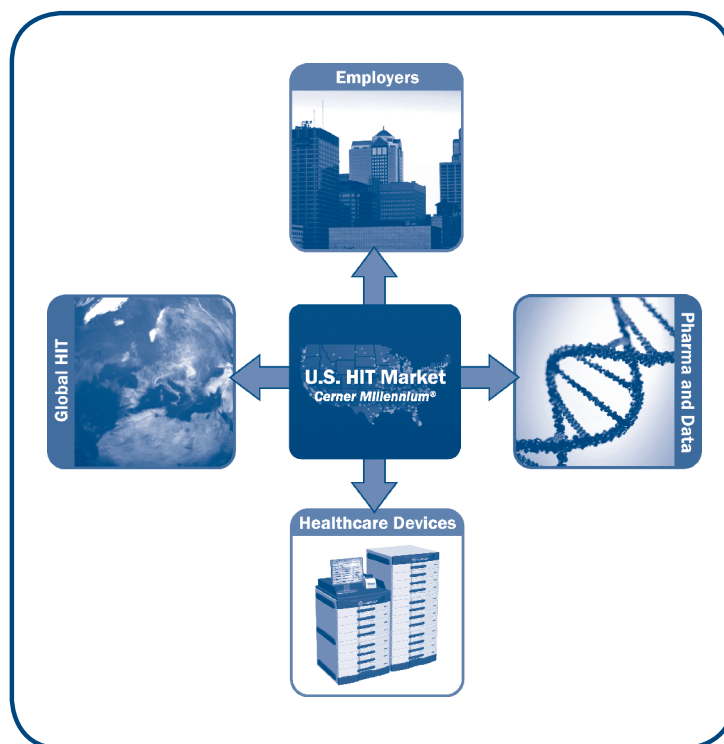 Employers
Global HIT
U.S. HIT Market
Cerner Millennium®
Pharma and Data
Healthcare Devices